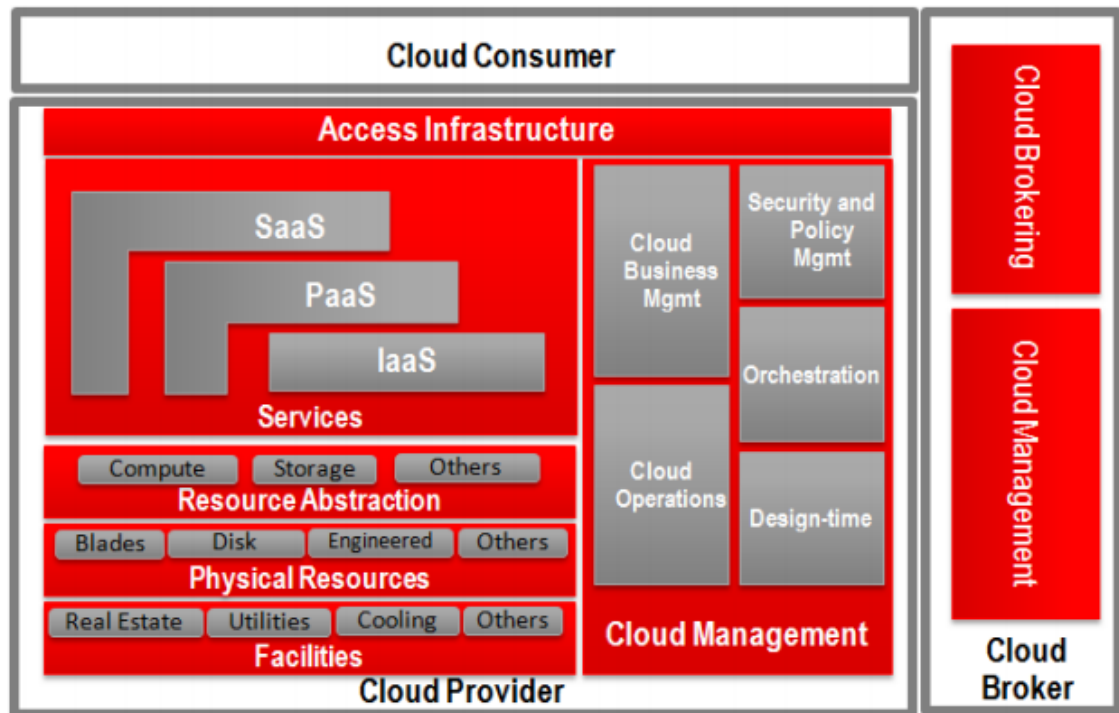 Cloud Consumer
Access Infrastructure
SaaS
PaaS
IaaS
Services
Compute
Storage
Others
Resource Abstraction
Blades
Disk
Engineered
Others
Physical Resources
Real Estate
Utilities
Cooling
Others
Facilities
Cloud
Business
Mgmt
Security and
Policy
Mgmt
Orchestration
Cloud
Operations
Design-time
Cloud Management
Cloud Provider
Cloud Brokering
Cloud Management
Cloud
Broker